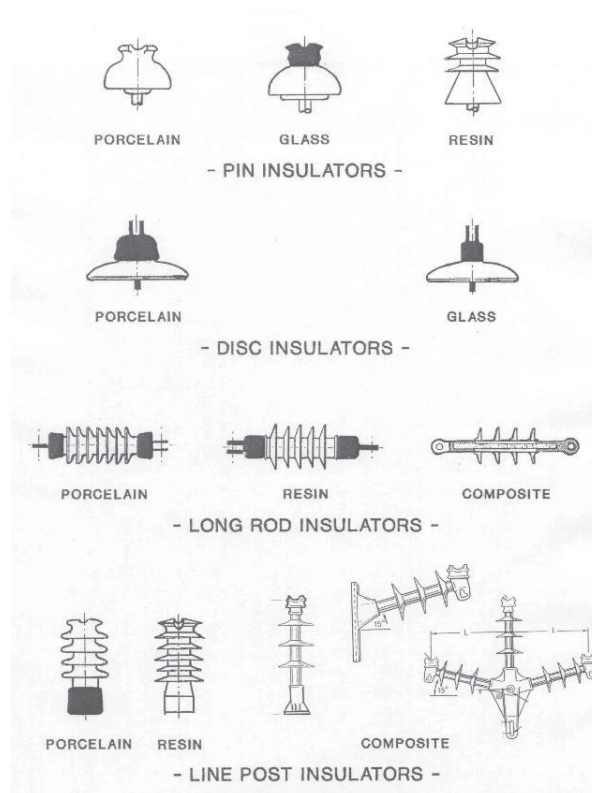 PORCELAIN GLASS RESIN
- PIN INSULATORS -
PORCELAIN GLASS
- DISC INSULATORS -
PORCELAIN RESIN COMPOSITE
- LONG ROD INSULATORS -
15°
L L
15°
PORCELAIN RESIN COMPOSITE
- LINE POST INSULATORS -